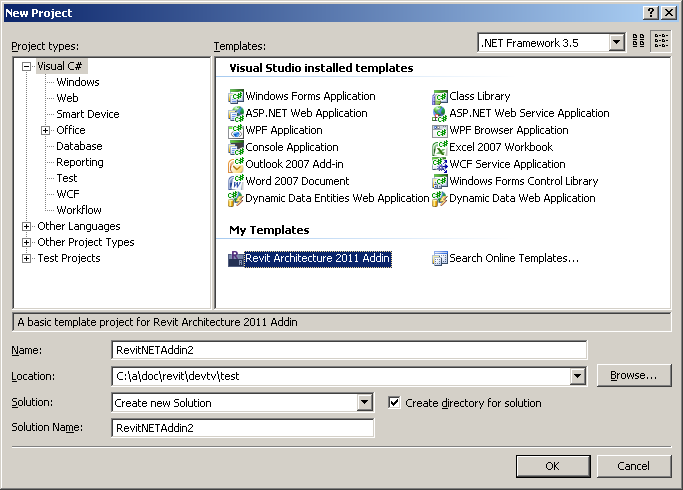 New Project
Project types:
Templates:
.NET Framework 3.5
Visual C#
Windows
Web
Smart Device
Office
Database
Reporting
Test
WCF
Workflow
Other Languages
Other Project Types
Test Projects
Visual Studio installed templates
Windows Forms Application
Class Library
ASP.NET Web Application
ASP.NET Web Service Application
WPF Application
WPF Browser Application
Console Application
Excel 2007 Workbook
Outlook 2007 Add-in
WCF Service Application
Word 2007 Document
Windows Forms Control Library
Dynamic Data Entities Web Application
Dynamic Data Web Application
My Templates
Revit Architecture 2011 Addin
Search Online Templates...
A basic template project for Revit Architecture 2011 Addin
Name:
RevitNETAddin2
Location:
C:\a\doc\revit\devtv\test
Browse...
Solution:
Create new Solution
Create directory for solution
Solution Name:
RevitNETAddin2
OK
Cancel